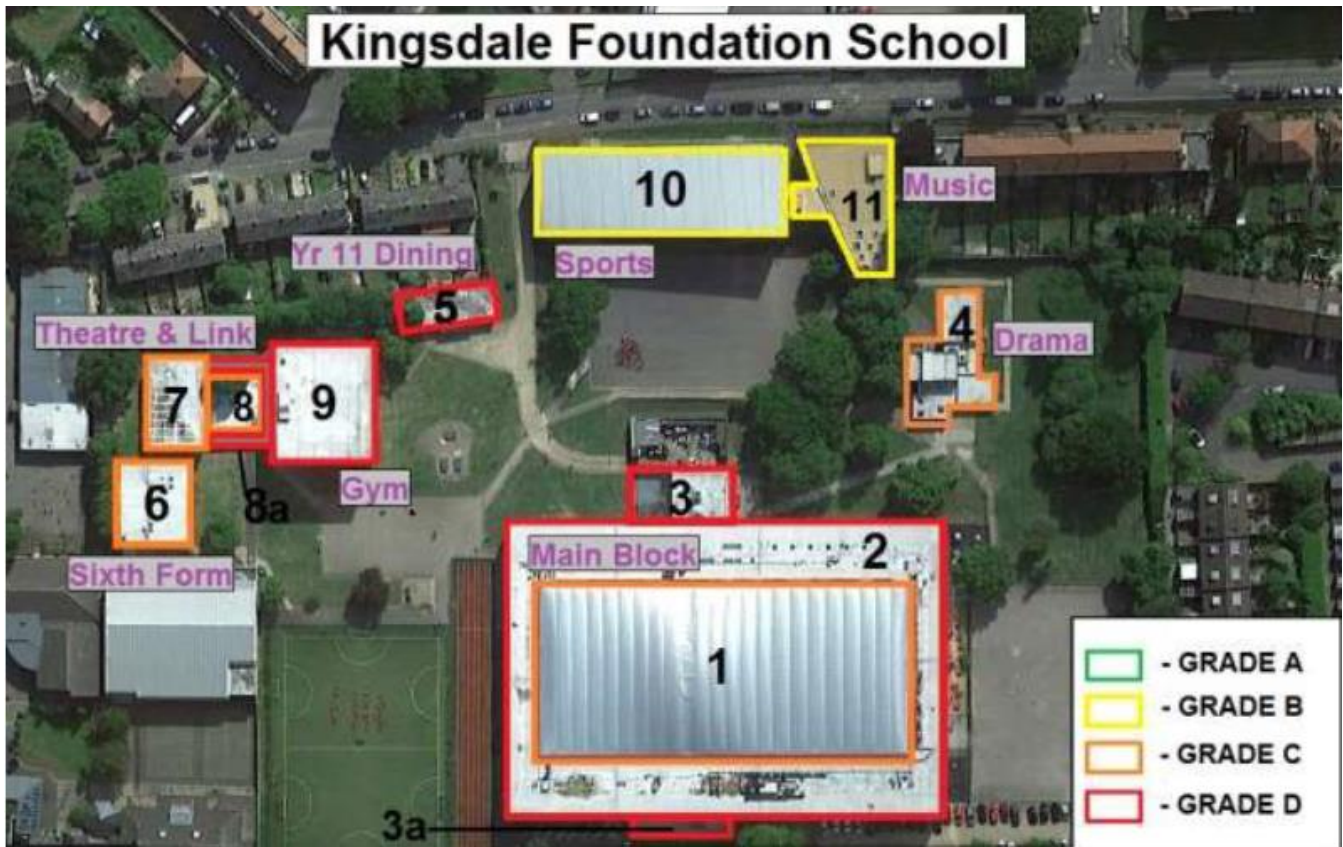 Kingsdale Foundation School
10
11
Music
Yr 11 Dining
Sports
5
4
Drama
Theatre & Link
7
8
9
3
6
8a
Gym
2
Main Block
Sixth Form
1
3a
- GRADE A
- GRADE B
- GRADE C
- GRADE D